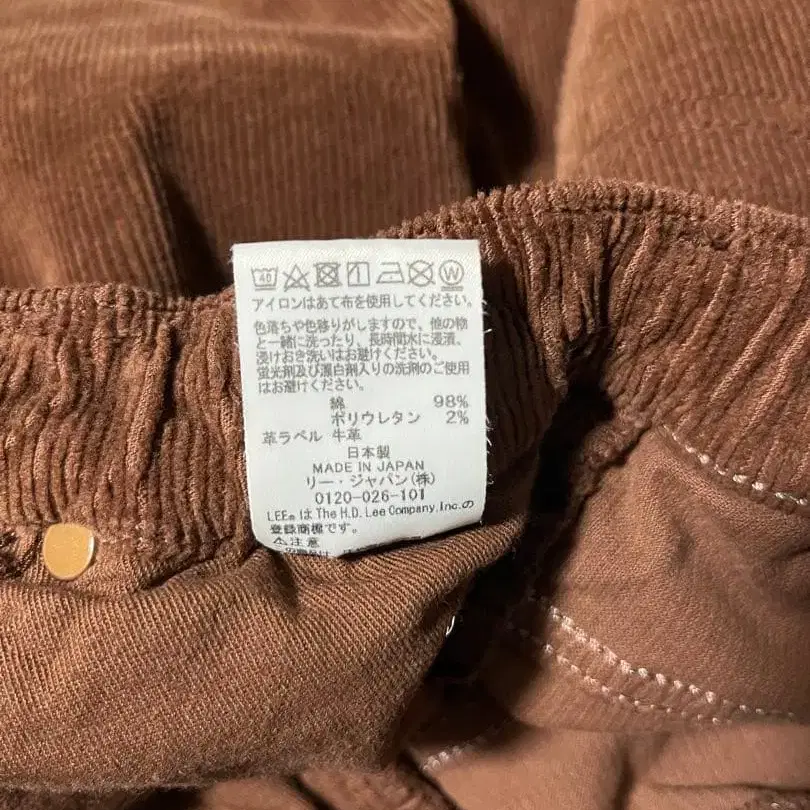 40 W
アイロンはあて布を使用してください。
色落ちや色移りがしますので、他の物
と一緒に洗ったり、長時間水に浸漬、
浸けおき洗いはお避けください。
蛍光剤及び漂白剤入りの洗剤のご使用
はお避けください。
綿 98%
ポリウレタン 2%
革ラベル 牛革
日本製
MADE IN JAPAN
リー・ジャパン(株)
0120-026-101
LEE®は The H.D. Lee Company, Inc.の
登録商標です。
⚠注意